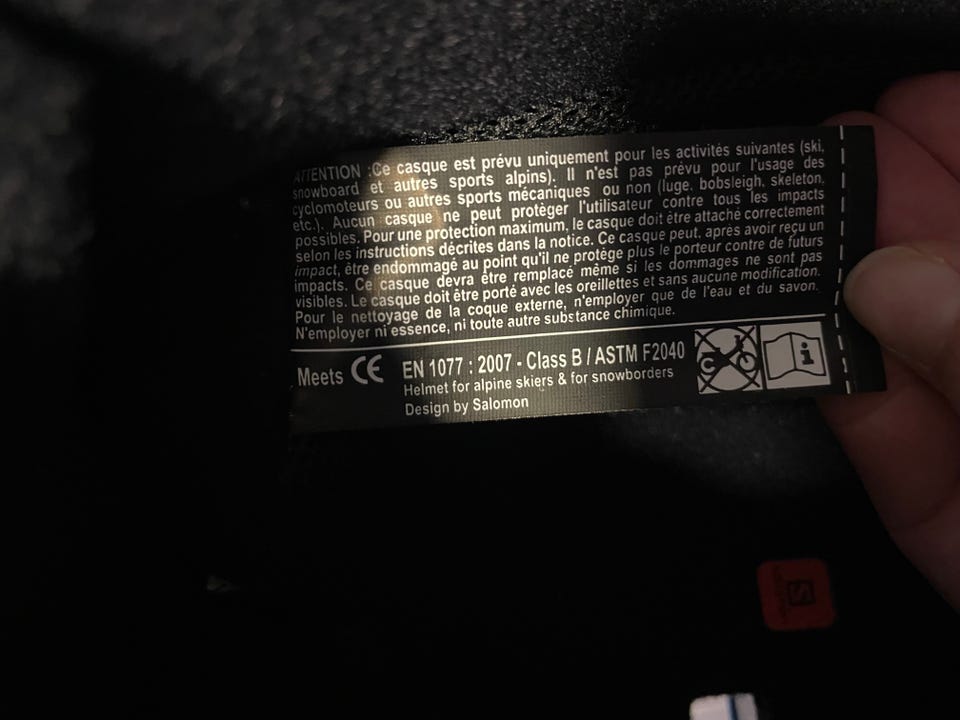 ATTENTION :Ce casque est prévu uniquement pour les activités suivantes (ski,
snowboard et autres sports alpins). Il n'est pas prévu pour l'usage des
cyclomoteurs ou autres sports mécaniques ou non (luge, bobsleigh, skeleton,
etc.). Aucun casque ne peut protèger l'utilisateur contre tous les impacts
possibles. Pour une protection maximum, le casque doit être attaché correctement
selon les instructions décrites dans la notice. Ce casque peut, après avoir reçu un
impact, être endommagé au point qu'il ne protège plus le porteur contre de futurs
impacts. Ce casque devra être remplacé même si les dommages ne sont pas
visibles. Le casque doit être porté avec les oreillettes et sans aucune modification.
Pour le nettoyage de la coque externe, n'employer que de l'eau et du savon.
N'employer ni essence, ni toute autre substance chimique.
Meets CE EN 1077 : 2007 - Class B / ASTM F2040
Helmet for alpine skiers & for snowborders
Design by Salomon
i
S